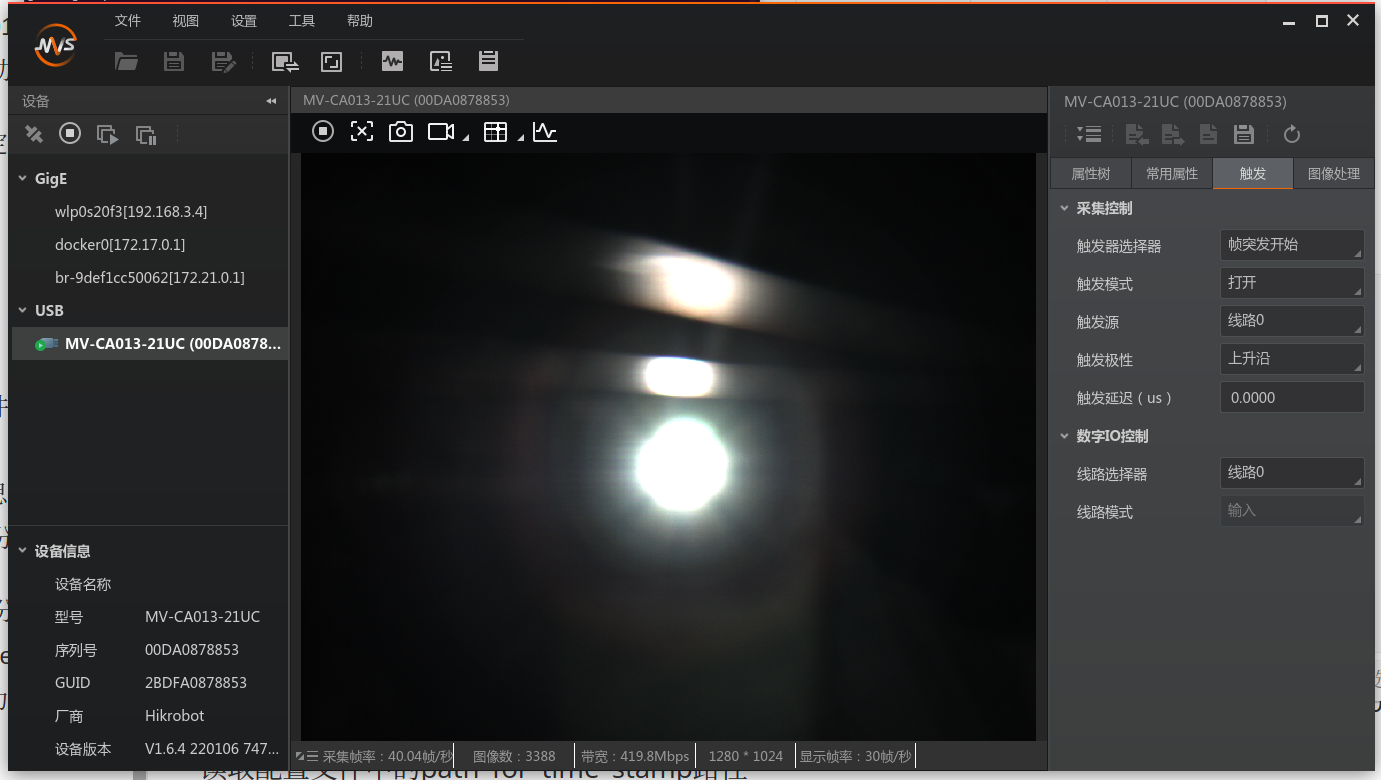 MVS
文件 视图 设置 工具 帮助
设备
MV-CA013-21UC (00DA0878853)
MV-CA013-21UC (00DA0878853)
GigE
wlp0s20f3[192.168.3.4]
docker0[172.17.0.1]
br-9def1cc50062[172.21.0.1]
USB
MV-CA013-21UC (00DA0878...
设备信息
设备名称
型号 MV-CA013-21UC
序列号 00DA0878853
GUID 2BDFA0878853
厂商 Hikrobot
设备版本 V1.6.4 220106 747...
采集帧率：40.04帧/秒 图像数：3388 带宽：419.8Mbps 1280 * 1024 显示帧率：30帧/秒
属性树 常用属性 触发 图像处理
采集控制
触发器选择器 帧突发开始
触发模式 打开
触发源 线路0
触发极性 上升沿
触发延迟（us） 0.0000
数字IO控制
线路选择器 线路0
线路模式 输入
读取配置文件中的path for time stamp路径